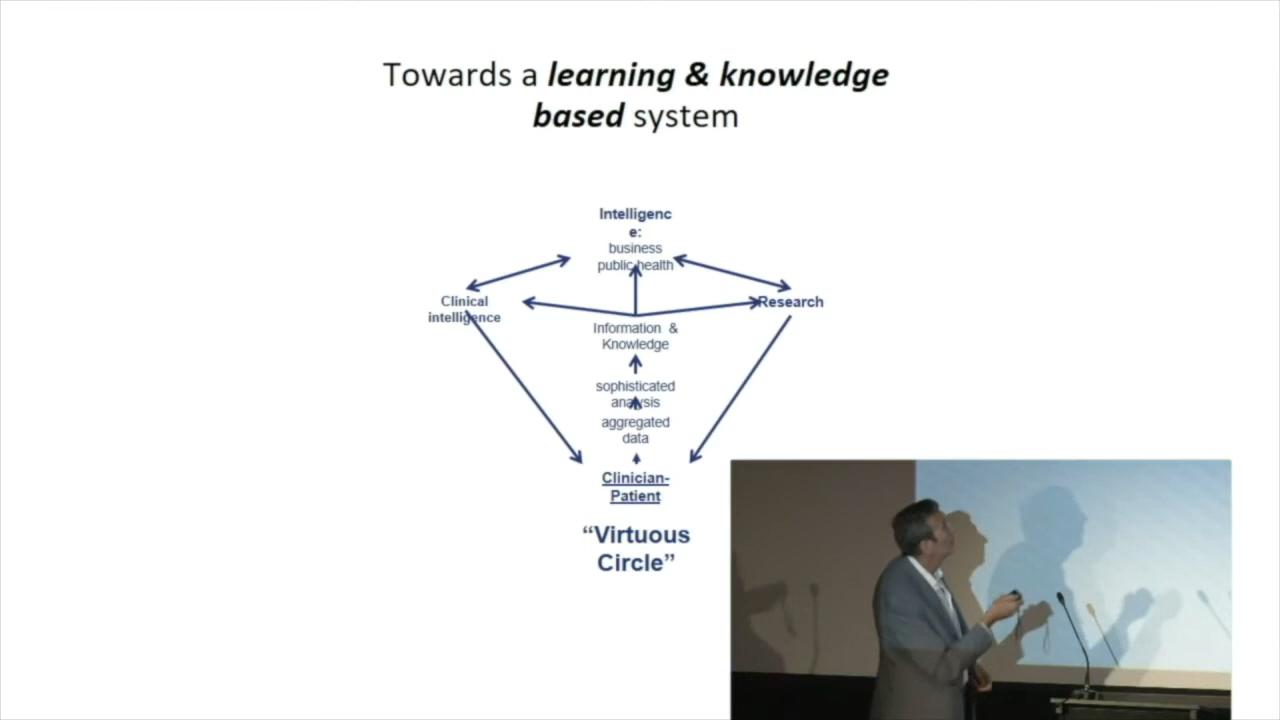 Towards a learning & knowledge
based system
Intelligenc
e:
business
public health
Clinical
intelligence
Research
Information &
Knowledge
sophisticated
analysis
aggregated
data
Clinician-
Patient
“Virtuous
Circle”